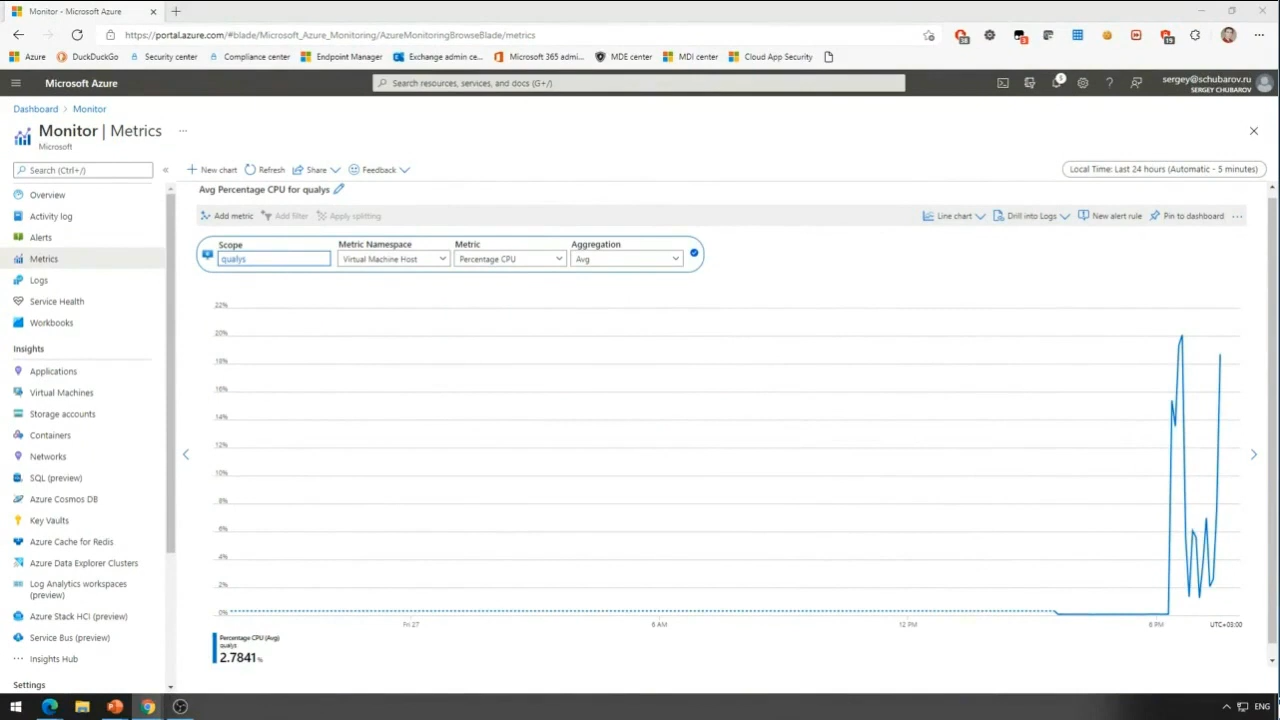 Monitor - Microsoft Azure
https://portal.azure.com/#blade/Microsoft_Azure_Monitoring/AzureMonitoringBrowseBlade/metrics
Azure
DuckDuckGo
Security center
Compliance center
Endpoint Manager
Exchange admin ce...
Microsoft 365 admi...
MDE center
MDI center
Cloud App Security
Microsoft Azure
Search resources, services, and docs (G+/)
1
sergey@schubarov.ru
SERGEY CHUBAROV
Dashboard > Monitor
Monitor | Metrics ...
Microsoft
Search (Ctrl+/)
«
Overview
Activity log
Alerts
Metrics
Logs
Service Health
Workbooks
Insights
Applications
Virtual Machines
Storage accounts
Containers
Networks
SQL (preview)
Azure Cosmos DB
Key Vaults
Azure Cache for Redis
Azure Data Explorer Clusters
Log Analytics workspaces
(preview)
Azure Stack HCI (preview)
Service Bus (preview)
Insights Hub
Settings
New chart
Refresh
Share
Feedback
Local Time: Last 24 hours (Automatic - 5 minutes)
Avg Percentage CPU for qualys
Add metric
Add filter
Apply splitting
Line chart
Drill into Logs
New alert rule
Pin to dashboard
...
Scope
qualys
Metric Namespace
Virtual Machine Host
Metric
Percentage CPU
Aggregation
Avg
22%
20%
18%
16%
14%
12%
10%
8%
6%
4%
2%
0%
Fri 27
6 AM
12 PM
6 PM
UTC+03:00
Percentage CPU (Avg)
qualys
2.7841%
ENG